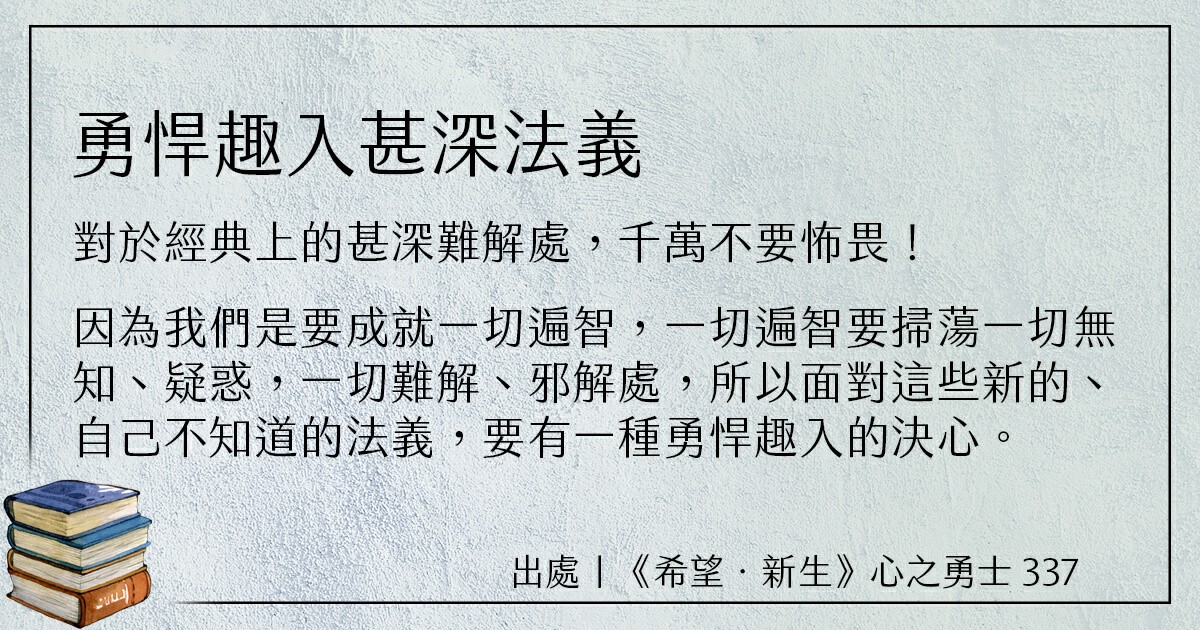 勇悍趣入甚深法義
對於經典上的甚深難解處，千萬不要怖畏！
因為我們是要成就一切遍智，一切遍智要掃蕩一切無
知、疑惑，一切難解、邪解處，所以面對這些新的、
自己不知道的法義，要有一種勇悍趣入的決心。
出處｜《希望．新生》心之勇士 337